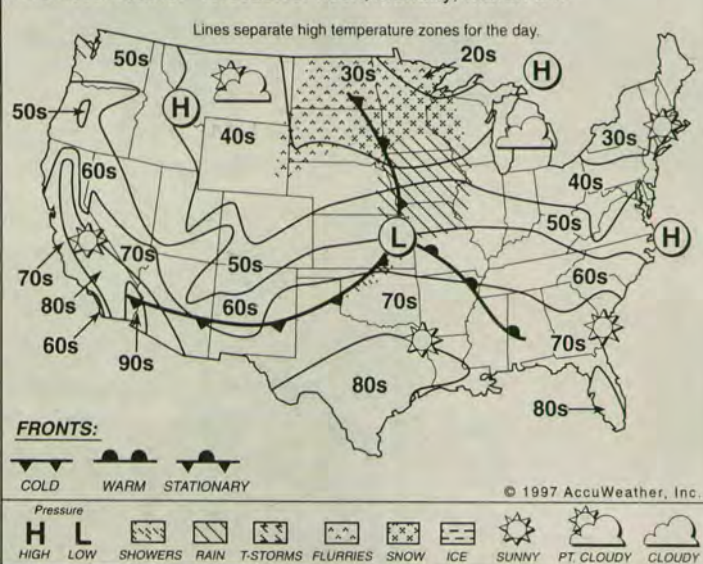 Lines separate high temperature zones for the day.
50s
20s
30s
H
H
50s
40s
30s
60s
40s
50s
L
H
70s
50s
60s
70s
80s
60s
70s
70s
60s
90s
80s
80s
FRONTS:
COLD WARM STATIONARY
© 1997 AccuWeather, Inc.
Pressure
H L
HIGH LOW SHOWERS RAIN T-STORMS FLURRIES SNOW ICE SUNNY PT. CLOUDY CLOUDY